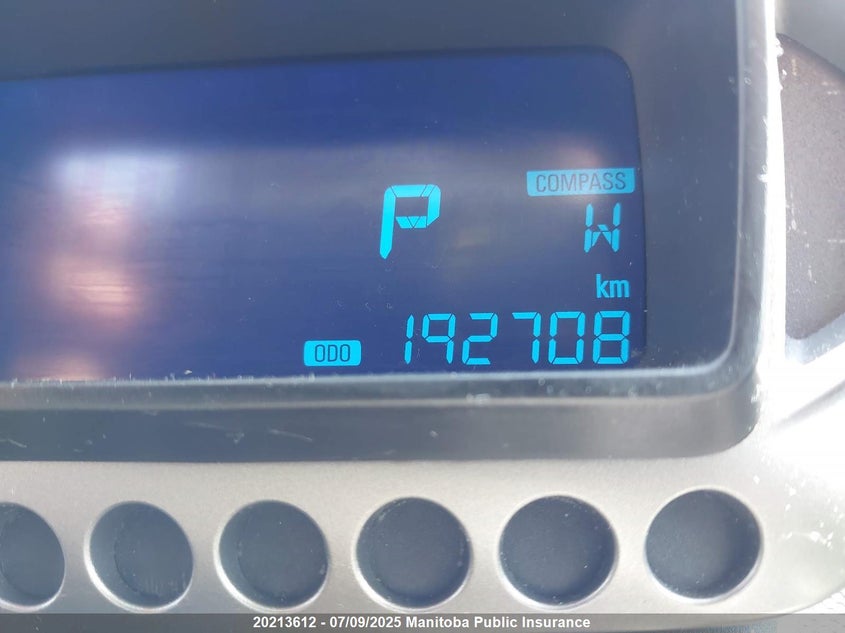 COMPASS
P W
km
ODO 192708
20213612 - 07/09/2025 Manitoba Public Insurance